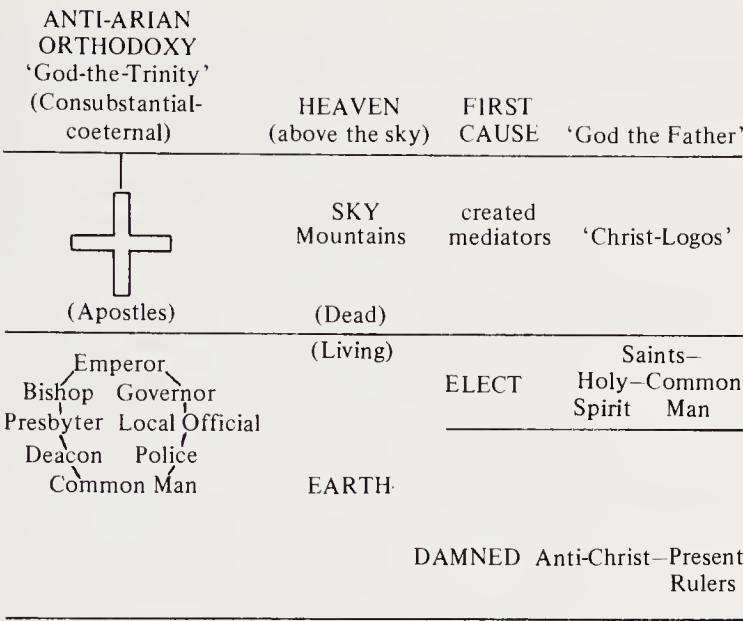 ANTI-ARIAN
ORTHODOXY
‘God-the-Trinity’
(Consubstantial-
coeternal)
HEAVEN
(above the sky)
FIRST
CAUSE
‘God the Father’
SKY
Mountains
created
mediators
‘Christ-Logos’
(Apostles)
(Dead)
(Living)
Emperor
Bishop Governor
Presbyter Local Official
Deacon Police
Common Man
EARTH
ELECT
Saints–
Holy–Common
Spirit Man
DAMNED Anti-Christ–Present
Rulers